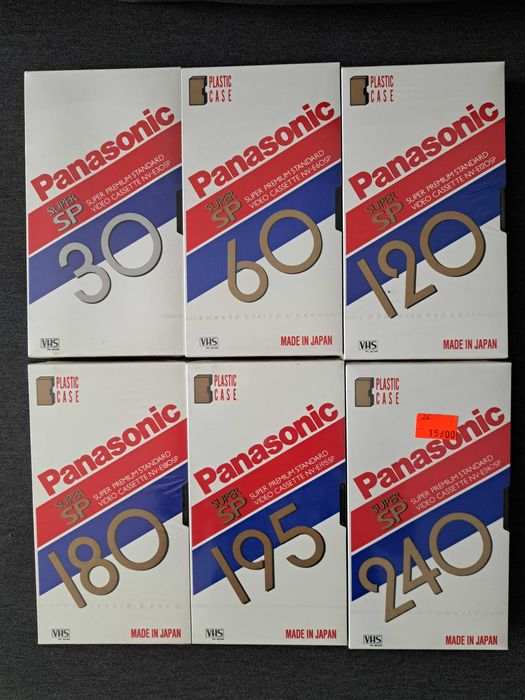 Panasonic
SUPER
SP
SUPER PREMIUM STANDARD
VIDEO CASSETTE NV-E30SP
30
VHS
PLASTIC
CASE
Panasonic
SUPER
SP
SUPER PREMIUM STANDARD
VIDEO CASSETTE NV-E60SP
60
VHS
MADE IN JAPAN
PLASTIC
CASE
Panasonic
SUPER
SP
SUPER PREMIUM STANDARD
VIDEO CASSETTE NV-E120SP
120
VHS
MADE IN JAPAN
PLASTIC
CASE
Panasonic
SUPER
SP
SUPER PREMIUM STANDARD
VIDEO CASSETTE NV-E180SP
180
VHS
MADE IN JAPAN
PLASTIC
CASE
Panasonic
SUPER
SP
SUPER PREMIUM STANDARD
VIDEO CASSETTE NV-E195SP
195
VHS
MADE IN JAPAN
PLASTIC
CASE
24
15.00
Panasonic
SUPER
SP
SUPER PREMIUM STANDARD
VIDEO CASSETTE NV-E240SP
240
VHS
MADE IN JAPAN